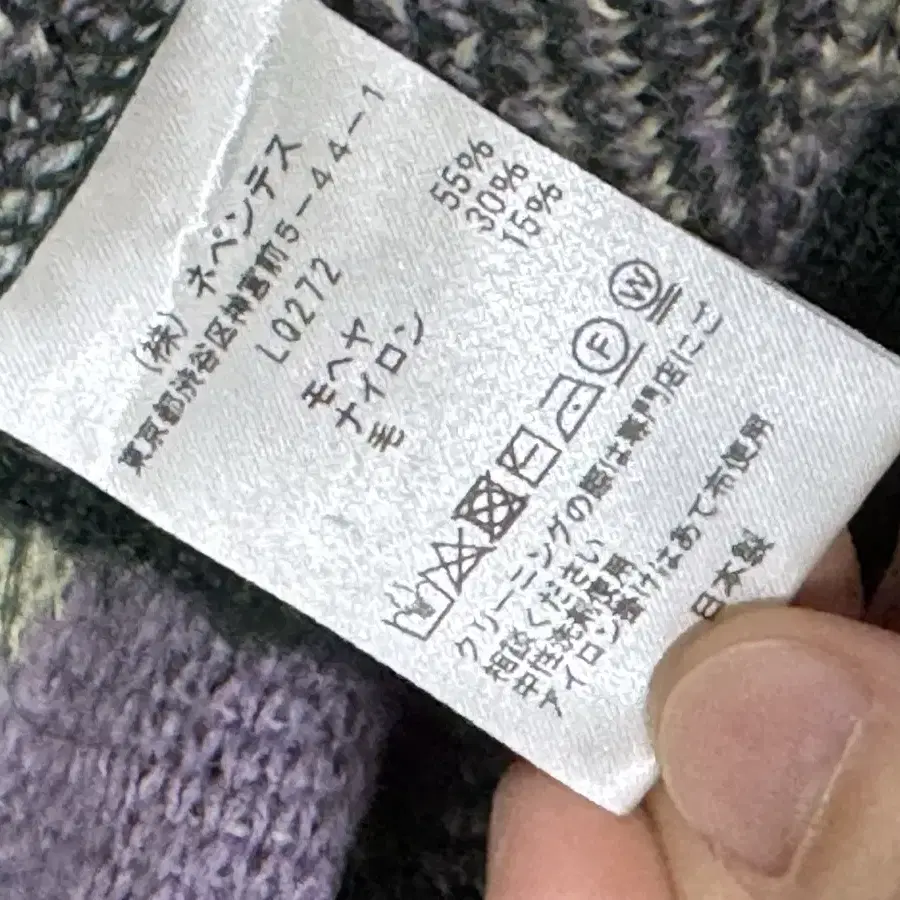 (株) ネペンテス
東京都渋谷区神宮前5-44-1
LQ272
モヘヤ 55%
ナイロン 30%
毛 15%
F W
クリーニングの際は専門店にご
相談ください
中性洗剤使用
アイロン掛けはあて布使用
日本製